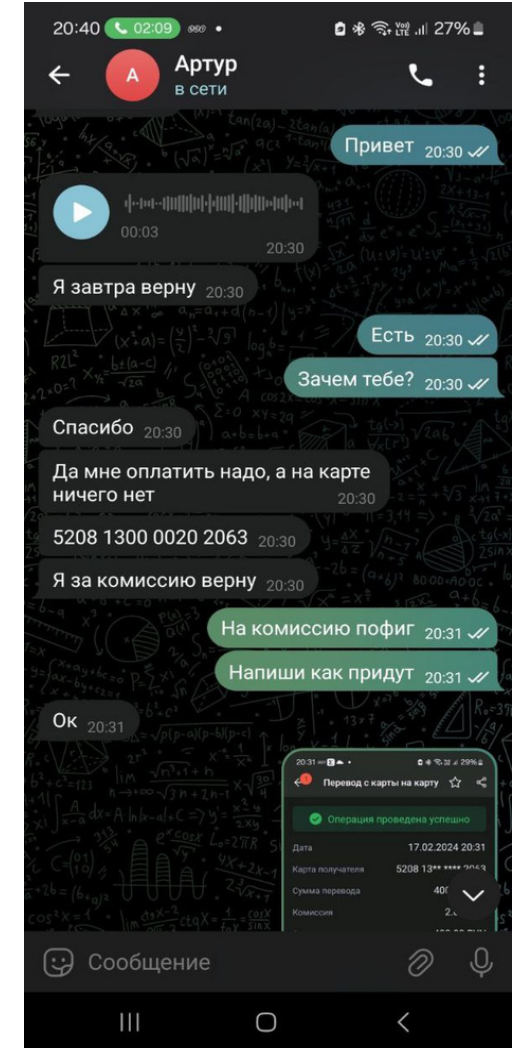 20:40 02:09 27%
Артур
в сети
Привет 20:30
00:03
20:30
Я завтра верну 20:30
Есть 20:30
Зачем тебе? 20:30
Спасибо 20:30
Да мне оплатить надо, а на карте
ничего нет 20:30
5208 1300 0020 2063 20:30
Я за комиссию верну 20:30
На комиссию пофиг 20:31
Напиши как придут 20:31
Ок 20:31
20:31 29%
Перевод с карты на карту
Операция проведена успешно
Дата 17.02.2024 20:31
Карта получателя 5208 13** **** 2063
Сумма перевода
Комиссия
Сообщение